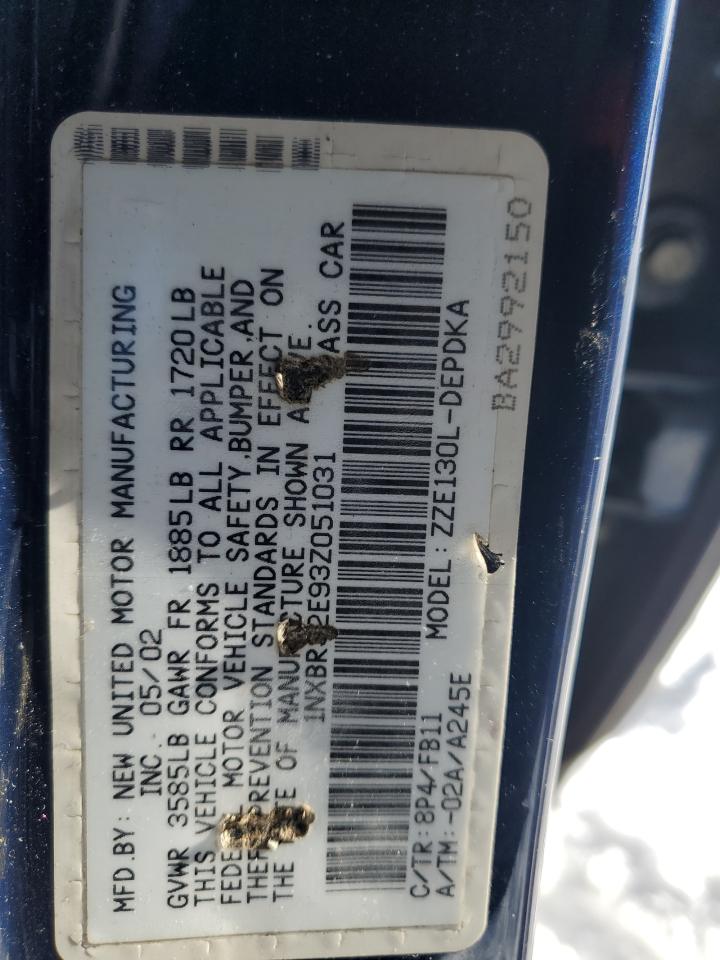 MFD.BY: NEW UNITED MOTOR MANUFACTURING
INC. 05/02
GVWR 3585LB GAWR FR 1885LB RR 1720LB
THIS VEHICLE CONFORMS TO ALL APPLICABLE
MOTOR VEHICLE SAFETY,BUMPER,AND
PREVENTION STANDARDS IN EFFECT ON
THE OF MANUFACTURE SHOWN
ASS CAR
MODEL: ZZE130L-DEPDKA
C/TR:8P4/FB11
A/TM:-02A/A245E
BA2992150